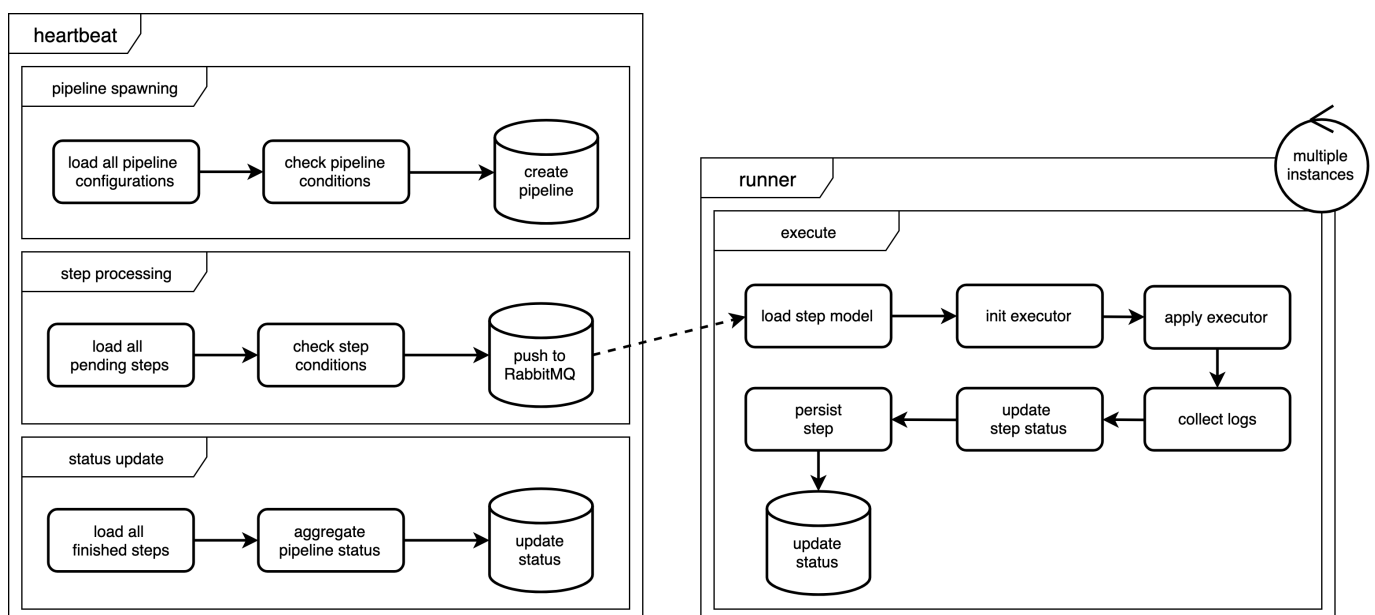 heartbeat
pipeline spawning
load all pipeline
configurations
check pipeline
conditions
create
pipeline
step processing
load all
pending steps
check step
conditions
push to
RabbitMQ
status update
load all
finished steps
aggregate
pipeline status
update
status
multiple
instances
runner
execute
load step model
init executor
apply executor
collect logs
update
step status
persist
step
update
status